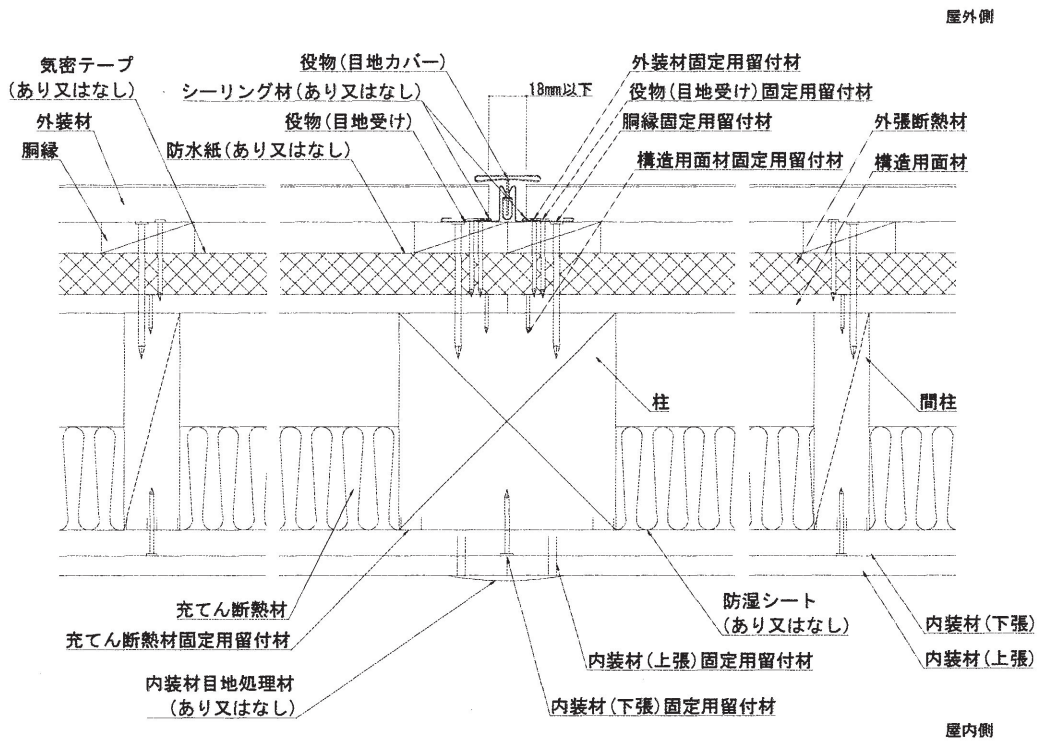 屋外側
気密テープ
(あり又はなし)
外装材
胴縁
役物(目地カバー)
シーリング材(あり又はなし)
役物(目地受け)
防水紙(あり又はなし)
18mm以下
外装材固定用留付材
役物(目地受け)固定用留付材
胴縁固定用留付材
構造用面材固定用留付材
外張断熱材
構造用面材
柱
間柱
充てん断熱材
充てん断熱材固定用留付材
内装材目地処理材
(あり又はなし)
防湿シート
(あり又はなし)
内装材(上張)固定用留付材
内装材(下張)固定用留付材
内装材(下張)
内装材(上張)
屋内側